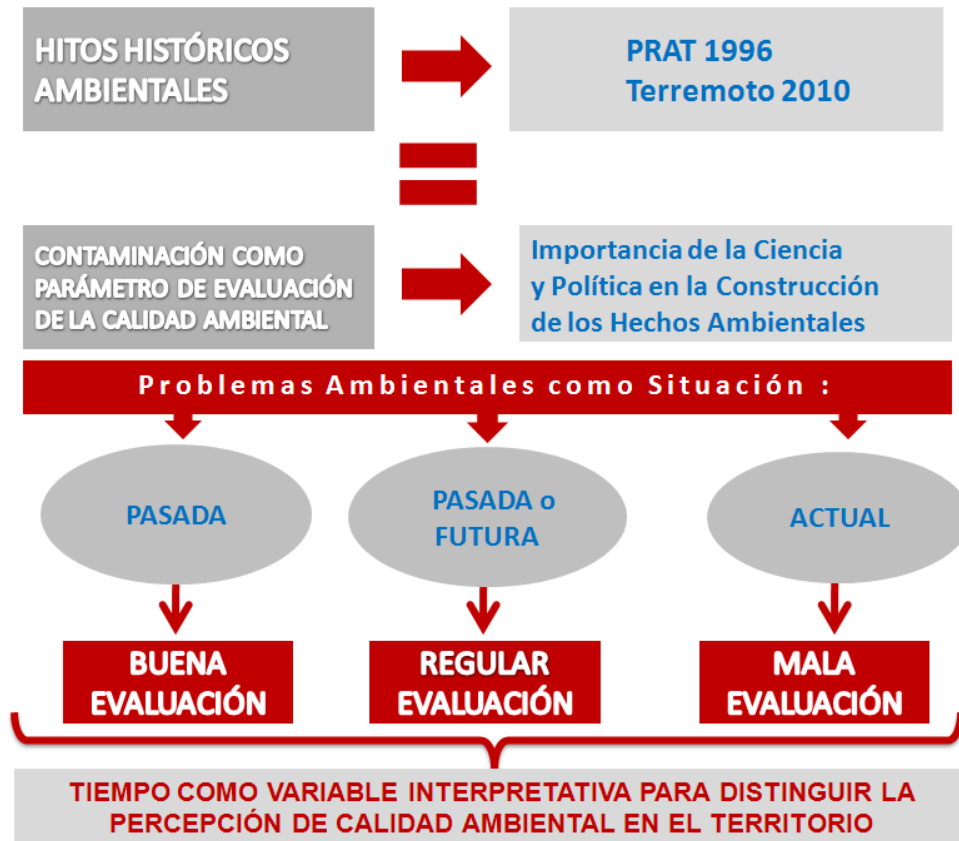 HITOS HISTÓRICOS
AMBIENTALES
PRAT 1996
Terremoto 2010
CONTAMINACIÓN COMO
PARÁMETRO DE EVALUACIÓN
DE LA CALIDAD AMBIENTAL
Importancia de la Ciencia
y Política en la Construcción
de los Hechos Ambientales
Problemas Ambientales como Situación :
PASADA
PASADA o
FUTURA
ACTUAL
BUENA
EVALUACIÓN
REGULAR
EVALUACIÓN
MALA
EVALUACIÓN
TIEMPO COMO VARIABLE INTERPRETATIVA PARA DISTINGUIR LA
PERCEPCIÓN DE CALIDAD AMBIENTAL EN EL TERRITORIO